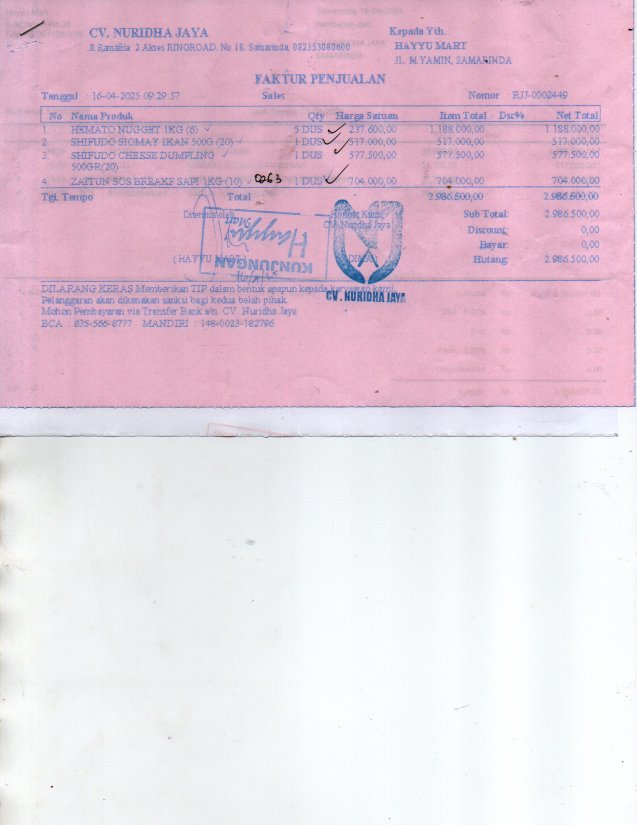 CV. NURIDHA JAYA
Jl. Ramania 2 Akses RINGROAD. No 18, Samarinda, 082353080600
Kepada Yth.
HAYYU MART
JL. M YAMIN, SAMARINDA
FAKTUR PENJUALAN
Tanggal : 16-04-2025 09:29:57 Sales Nomor : RJJ-0002449
No Nama Produk Qty Harga Satuan Item Total Dsc% Net Total
1. HEMATO NUGGET 1KG (6) 5 DUS 237.600,00 1.188.000,00 1.188.000,00
2. SHIFUDO SIOMAY IKAN 500G (20) 1 DUS 517.000,00 517.000,00 517.000,00
3. SHIFUDO CHEESE DUMPLING 1 DUS 577.500,00 577.500,00 577.500,00
500GR(20)
4. ZAITUN SOS BREAKF SAPI 1KG (10) 0263 1 DUS 704.000,00 704.000,00 704.000,00
Tgl. Tempo Total 2.986.500,00 2.986.500,00
Diterima oleh Hormat Kami,
CV. Nuridha Jaya
Sub Total: 2.986.500,00
Discount: 0,00
Bayar: 0,00
Hutang: 2.986.500,00
(HAYYU MART)
Hayyu Mart
KUNJUNGAN
CV. NURIDHA JAYA
DILARANG KERAS Memberikan TIP dalam bentuk apapun kepada karyawan kami.
Pelanggaran akan dikenakan sanksi bagi kedua belah pihak.
Mohon Pembayaran via Transfer Bank a/n. CV. Nuridha Jaya
BCA : 835-566-8777 MANDIRI : 148-0023-182796